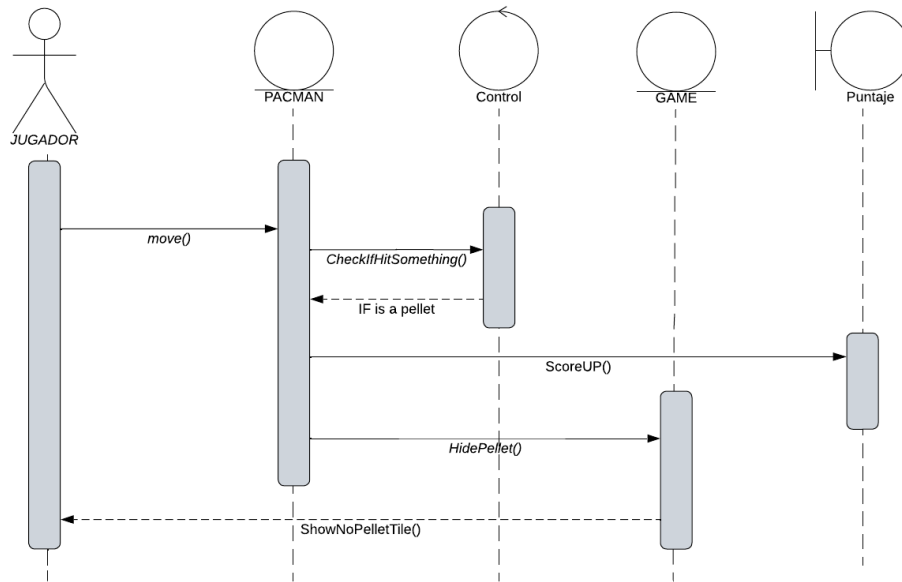 PACMAN
Control
GAME
Puntaje
JUGADOR
move()
CheckIfHitSomething()
IF is a pellet
ScoreUP()
HidePellet()
ShowNoPelletTile()